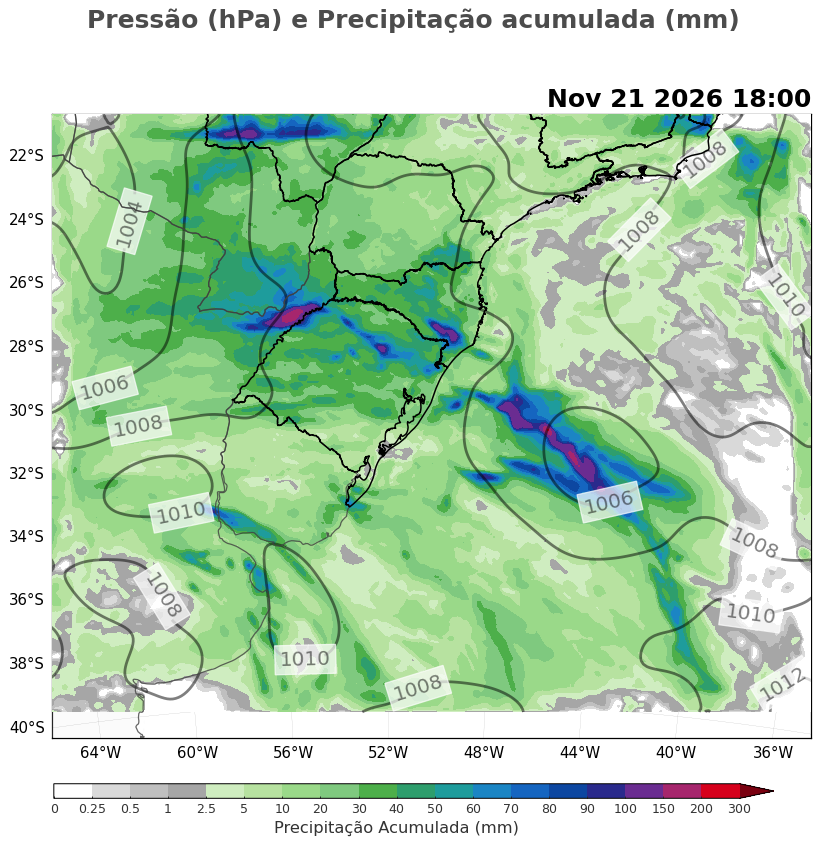 Pressão (hPa) e Precipitação acumulada (mm)
Nov 21 2026 18:00
22°S
24°S
26°S
28°S
30°S
32°S
34°S
36°S
38°S
40°S
1004
1006
1008
1010
1008
1010
1008
1008
1008
1010
1006
1008
1010
1012
64°W 60°W 56°W 52°W 48°W 44°W 40°W 36°W
0 0.25 0.5 1 2.5 5 10 20 30 40 50 60 70 80 90 100 150 200 300
Precipitação Acumulada (mm)